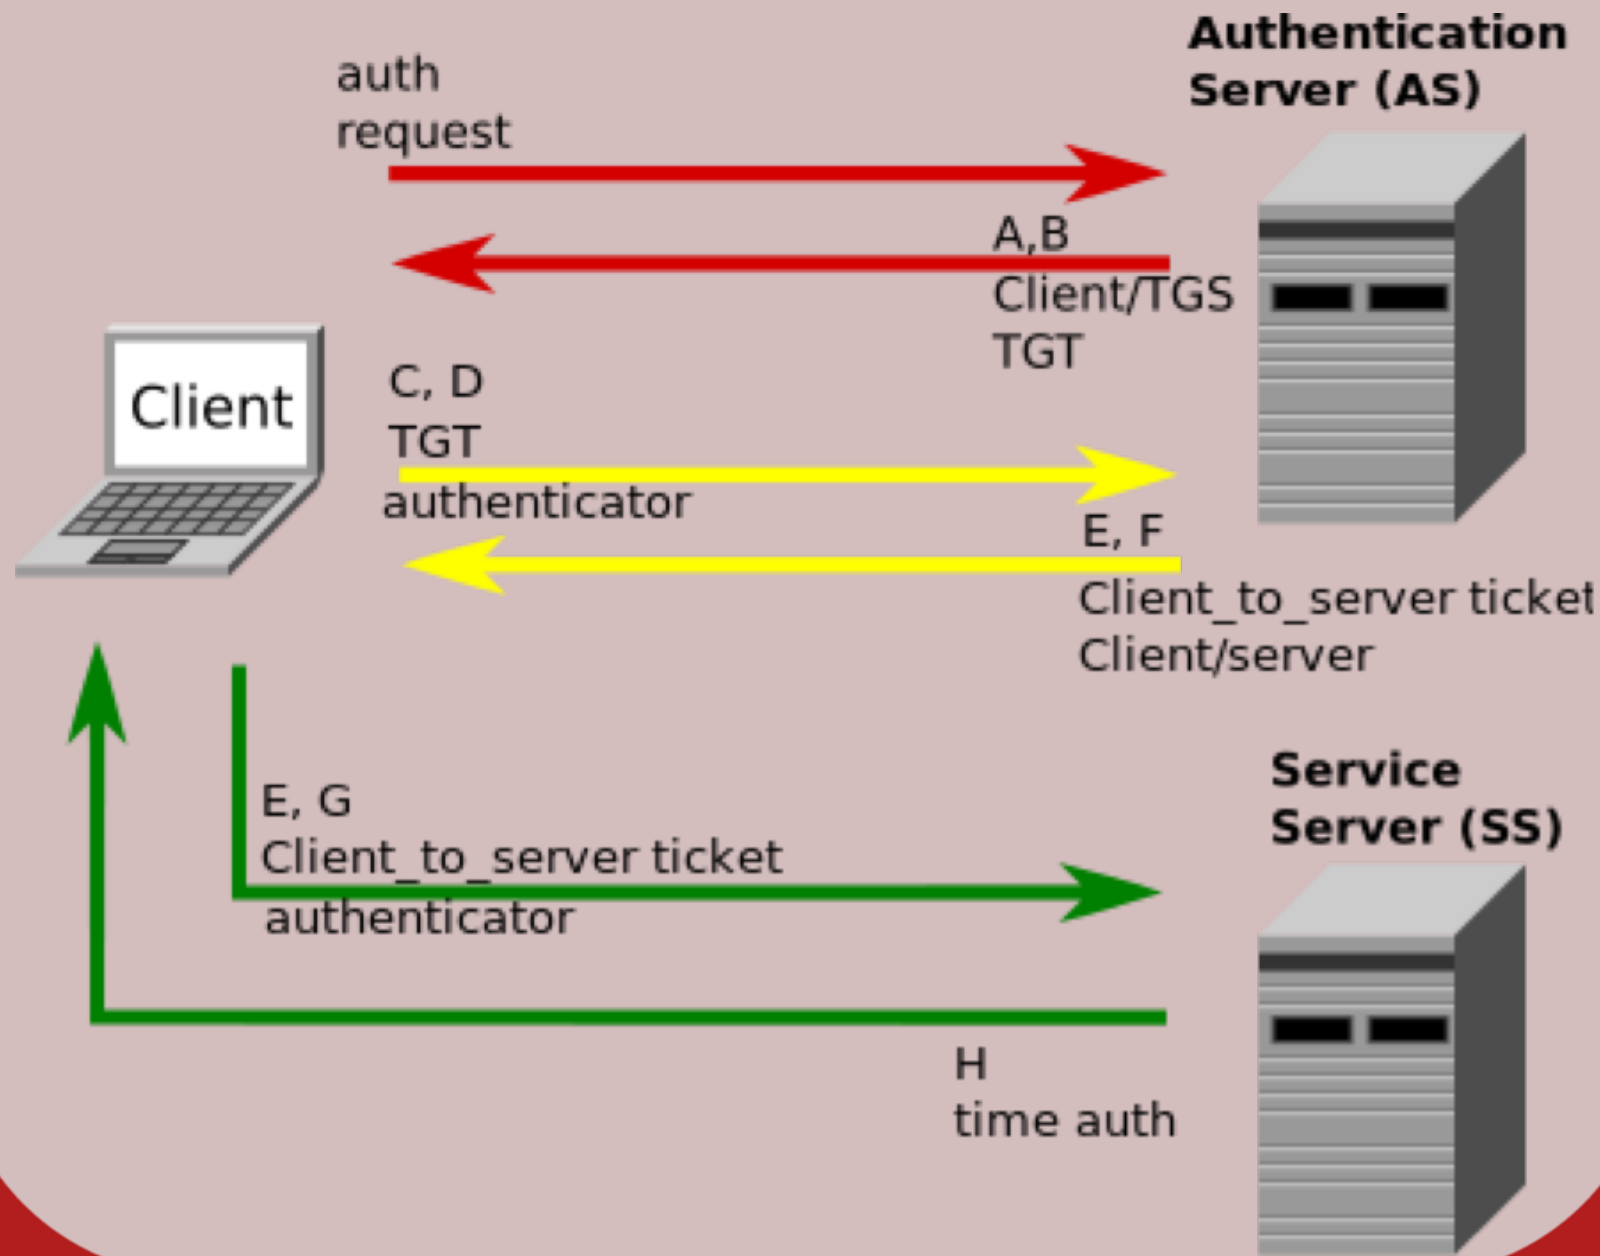 Authentication
Server (AS)
auth
request
A,B
Client/TGS
TGT
Client
C, D
TGT
authenticator
E, F
Client_to_server ticket
Client/server
Service
Server (SS)
E, G
Client_to_server ticket
authenticator
H
time auth